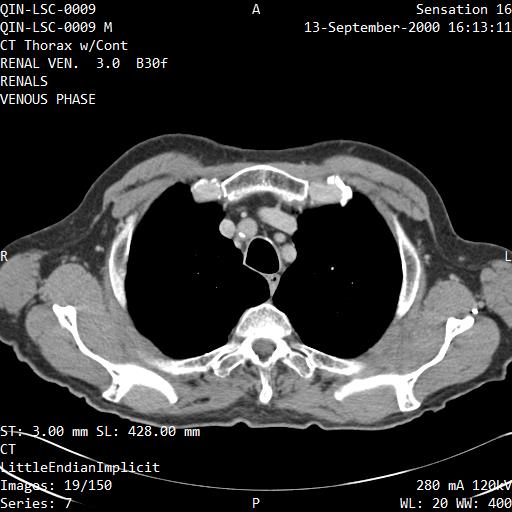 QIN-LSC-0009
A
Sensation 16
QIN-LSC-0009 M
13-September-2000 16:13:11
CT Thorax w/Cont
RENAL VEN.  3.0  B30f
RENALS
VENOUS PHASE
R
L
ST: 3.00 mm SL: 428.00 mm
CT
LittleEndianImplicit
Images: 19/150
280 mA 120kV
Series: 7
P
WL: 20 WW: 400